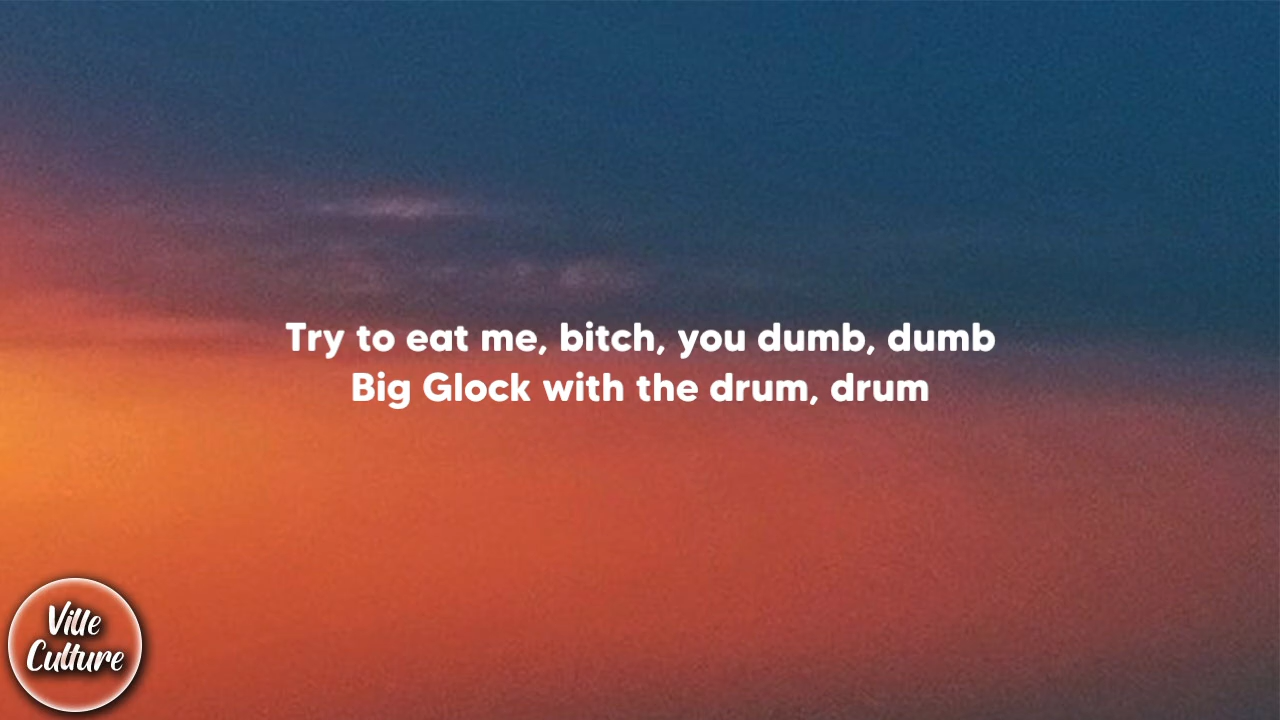 Try to eat me, bitch, you dumb, dumb
Big Glock with the drum, drum
Ville
Culture